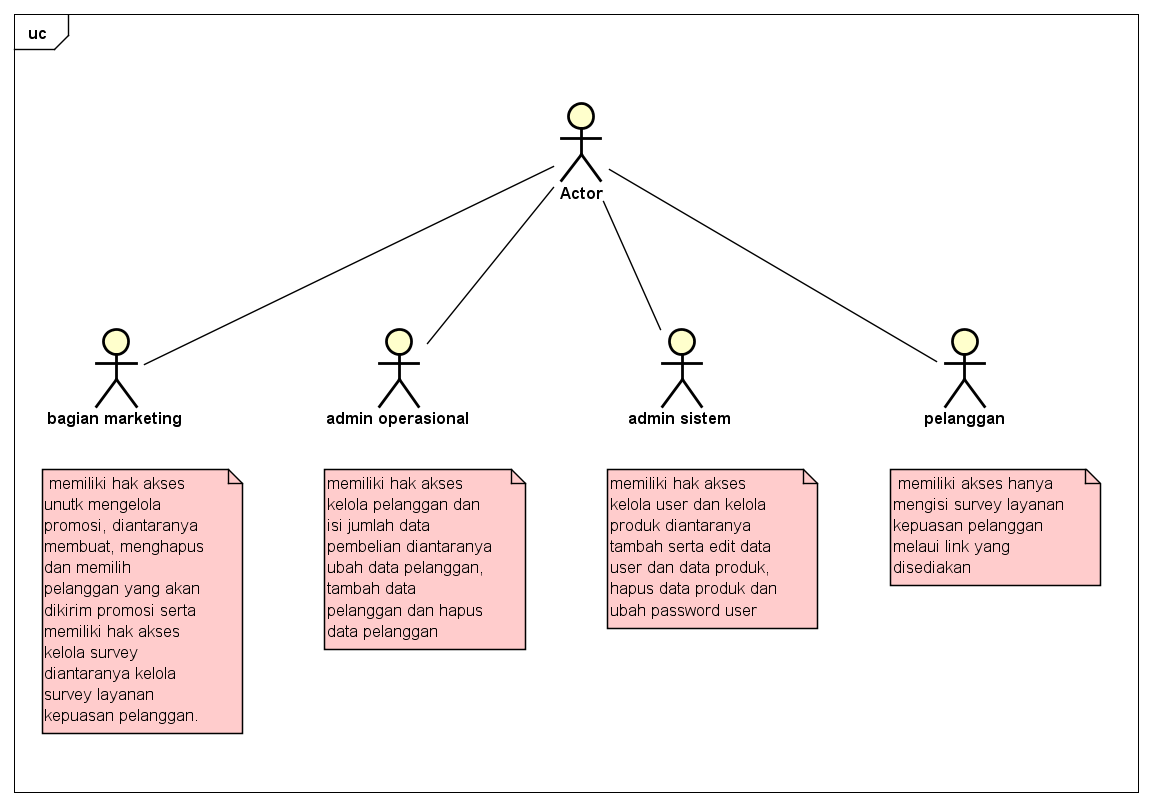 uc
Actor
bagian marketing
admin operasional
admin sistem
pelanggan
memiliki hak akses
unutk mengelola
promosi, diantaranya
membuat, menghapus
dan memilih
pelanggan yang akan
dikirim promosi serta
memiliki hak akses
kelola survey
diantaranya kelola
survey layanan
kepuasan pelanggan.
memiliki hak akses
kelola pelanggan dan
isi jumlah data
pembelian diantaranya
ubah data pelanggan,
tambah data
pelanggan dan hapus
data pelanggan
memiliki hak akses
kelola user dan kelola
produk diantaranya
tambah serta edit data
user dan data produk,
hapus data produk dan
ubah password user
memiliki akses hanya
mengisi survey layanan
kepuasan pelanggan
melaui link yang
disediakan